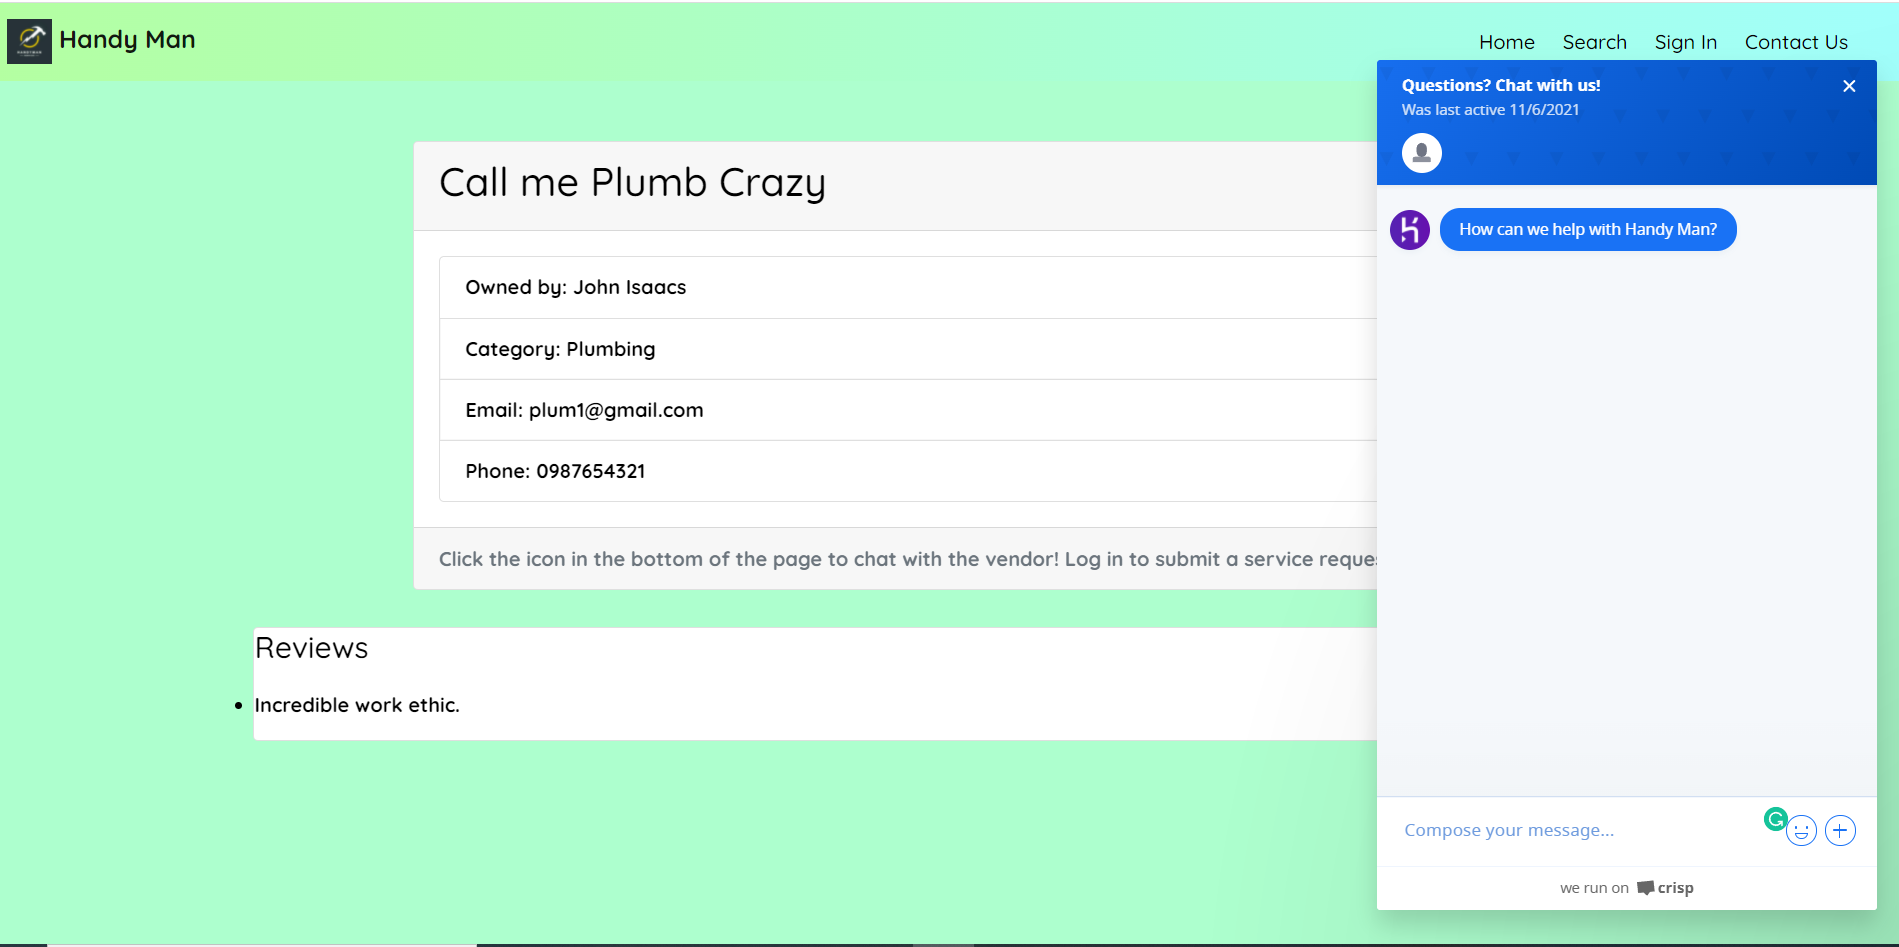 Handy Man
Home Search Sign In Contact Us
Call me Plumb Crazy
Owned by: John Isaacs
Category: Plumbing
Email: plum1@gmail.com
Phone: 0987654321
Click the icon in the bottom of the page to chat with the vendor! Log in to submit a service
Reviews
Incredible work ethic.
Questions? Chat with us!
Was last active 11/6/2021
How can we help with Handy Man?
Compose your message...
we run on crisp